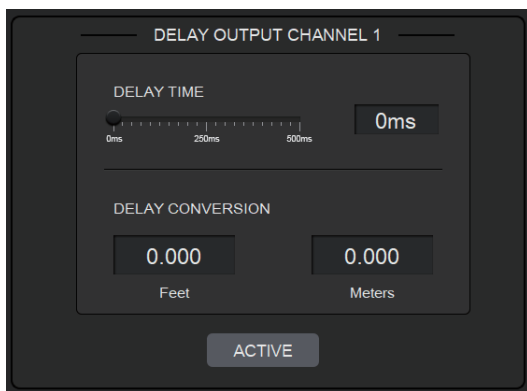 DELAY OUTPUT CHANNEL 1
DELAY TIME
0ms
0ms 250ms 500ms
DELAY CONVERSION
0.000 0.000
Feet Meters
ACTIVE